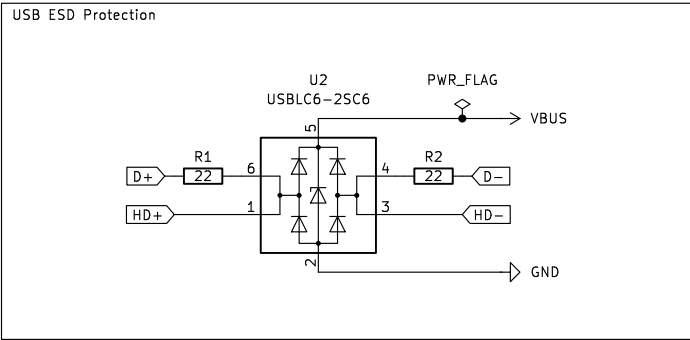 USB ESD Protection
U2
USBLC6-2SC6
PWR_FLAG
5
VBUS
R1
R2
D+
22
6
4
22
D-
HD+
1
3
HD-
2
GND